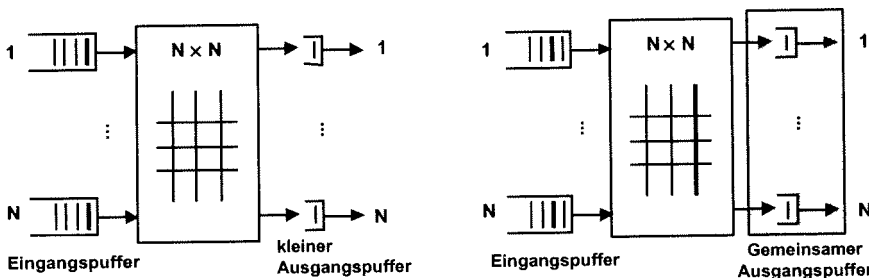 1
N × N
1
⋮
⋮
N
N
Eingangspuffer
kleiner
Ausgangspuffer
1
N × N
1
⋮
⋮
N
N
Eingangspuffer
Gemeinsamer
Ausgangspuffer